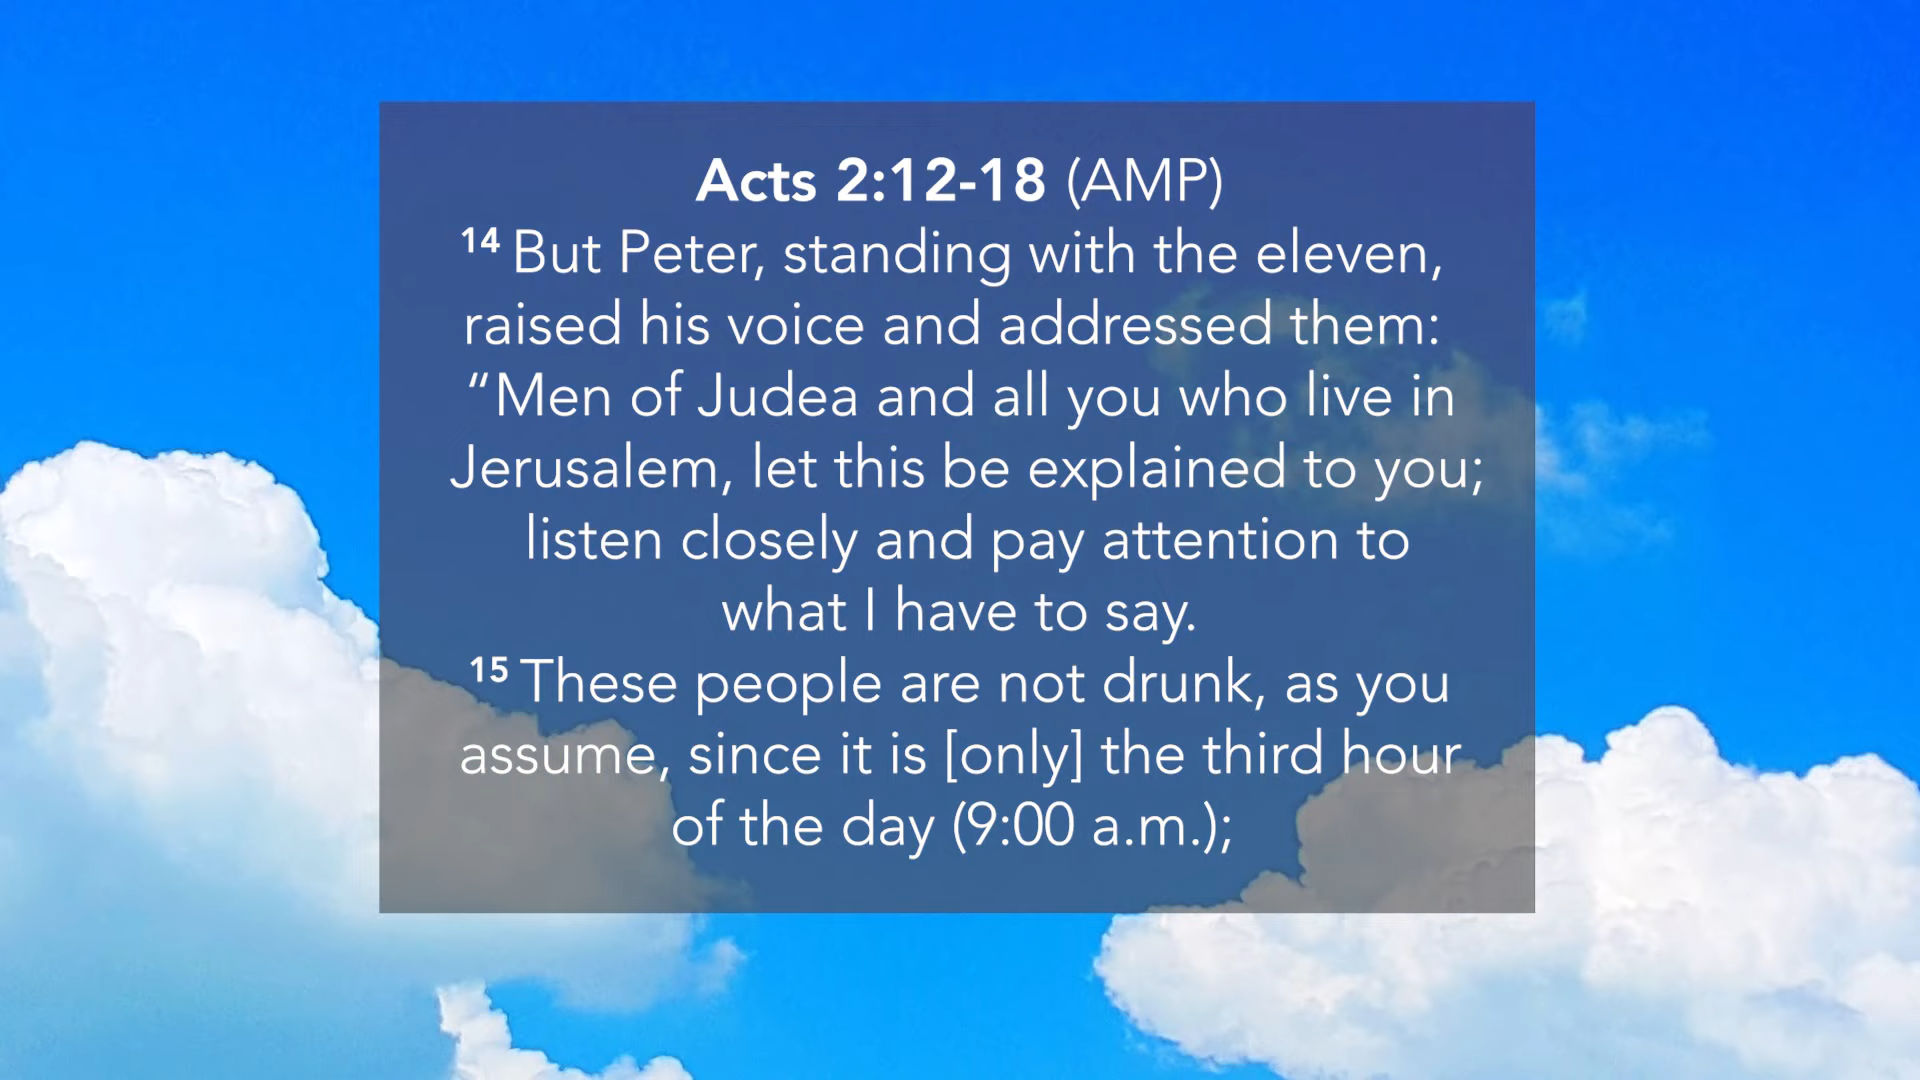 Acts 2:12-18 (AMP)
14 But Peter, standing with the eleven,
raised his voice and addressed them:
“Men of Judea and all you who live in
Jerusalem, let this be explained to you;
listen closely and pay attention to
what I have to say.
15 These people are not drunk, as you
assume, since it is [only] the third hour
of the day (9:00 a.m.);